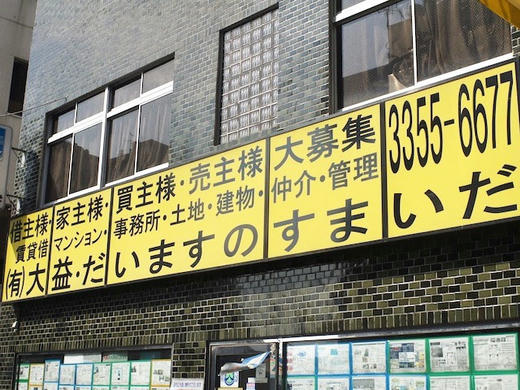 借主様・家主様・買主様・売主様 大募集
賃貸借 マンション・事務所・土地・建物・仲介・管理
3355-6677
(有)大益・だいますのすまいだ